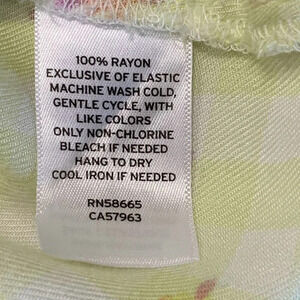 100% RAYON
EXCLUSIVE OF ELASTIC
MACHINE WASH COLD,
GENTLE CYCLE, WITH
LIKE COLORS
ONLY NON-CHLORINE
BLEACH IF NEEDED
HANG TO DRY
COOL IRON IF NEEDED
RN58665
CA57963